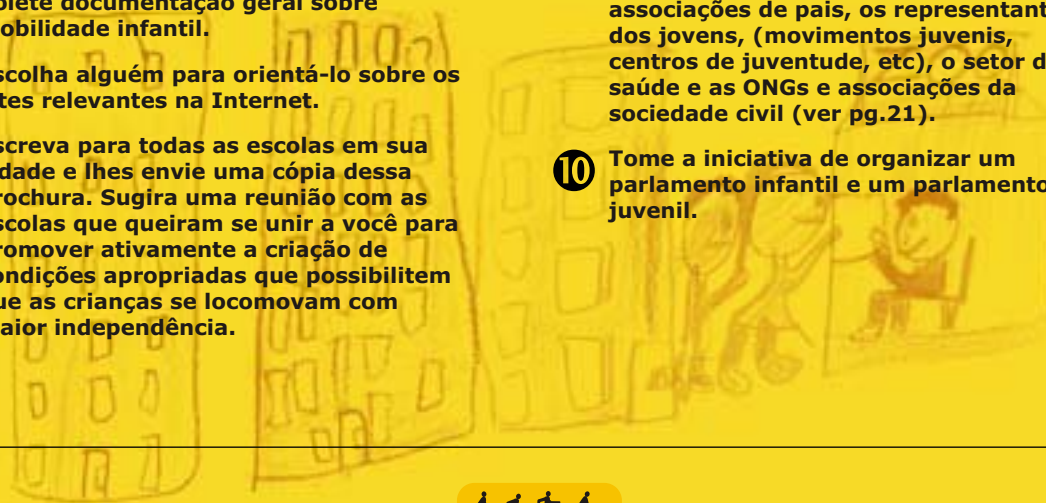 olete documentação geral sobre
obilidade infantil.
scolha alguém para orientá-lo sobre os
tes relevantes na Internet.
screva para todas as escolas em sua
dade e lhes envie uma cópia dessa
rochura. Sugira uma reunião com as
scolas que queiram se unir a você para
romover ativamente a criação de
ondições apropriadas que possibilitem
ue as crianças se locomovam com
aior independência.
associações de pais, os representant
dos jovens, (movimentos juvenis,
centros de juventude, etc), o setor d
saúde e as ONGs e associações da
sociedade civil (ver pg.21).
10 Tome a iniciativa de organizar um
parlamento infantil e um parlamento
juvenil.